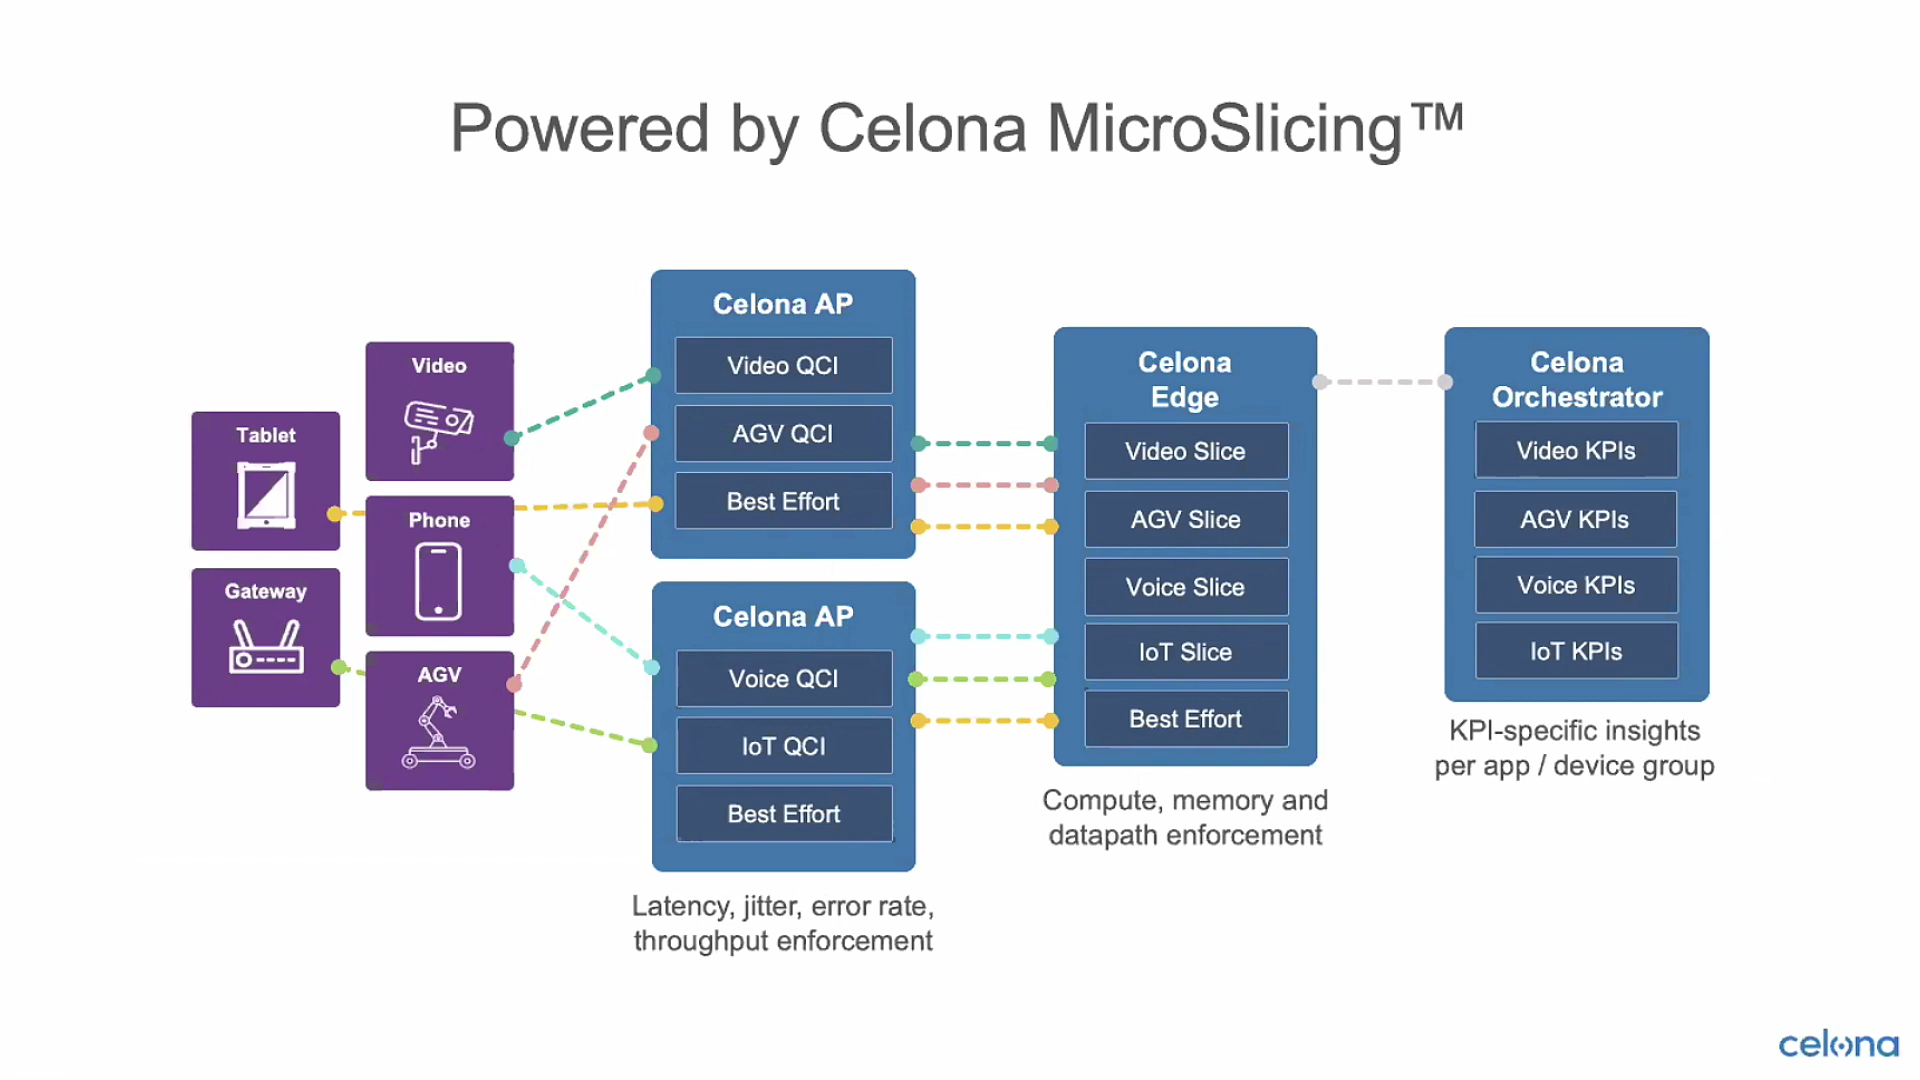 Powered by Celona MicroSlicing™
Tablet
Gateway
Video
Phone
AGV
Celona AP
Video QCI
AGV QCI
Best Effort
Celona AP
Voice QCI
IoT QCI
Best Effort
Latency, jitter, error rate,
throughput enforcement
Celona
Edge
Video Slice
AGV Slice
Voice Slice
IoT Slice
Best Effort
Compute, memory and
datapath enforcement
Celona
Orchestrator
Video KPIs
AGV KPIs
Voice KPIs
IoT KPIs
KPI-specific insights
per app / device group
celona